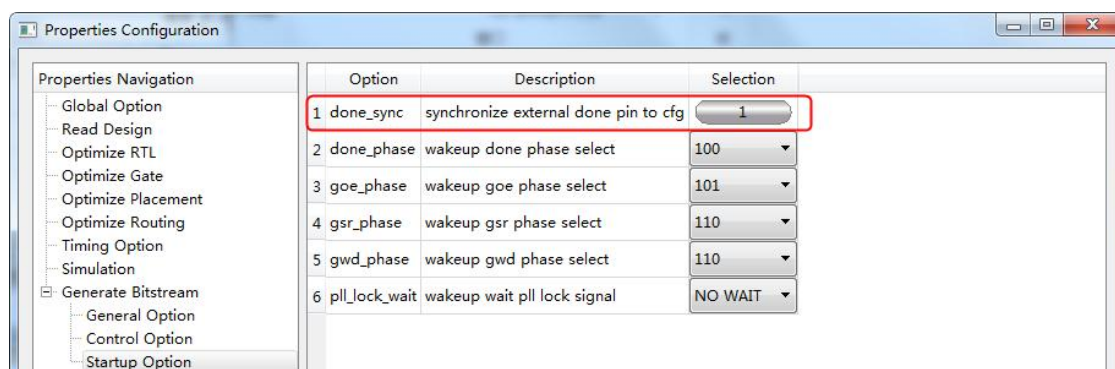 Properties Configuration
Properties Navigation
Global Option
Read Design
Optimize RTL
Optimize Gate
Optimize Placement
Optimize Routing
Timing Option
Simulation
Generate Bitstream
General Option
Control Option
Startup Option
Option Description Selection
1 done_sync synchronize external done pin to cfg 1
2 done_phase wakeup done phase select 100
3 goe_phase wakeup goe phase select 101
4 gsr_phase wakeup gsr phase select 110
5 gwd_phase wakeup gwd phase select 110
6 pll_lock_wait wakeup wait pll lock signal NO WAIT